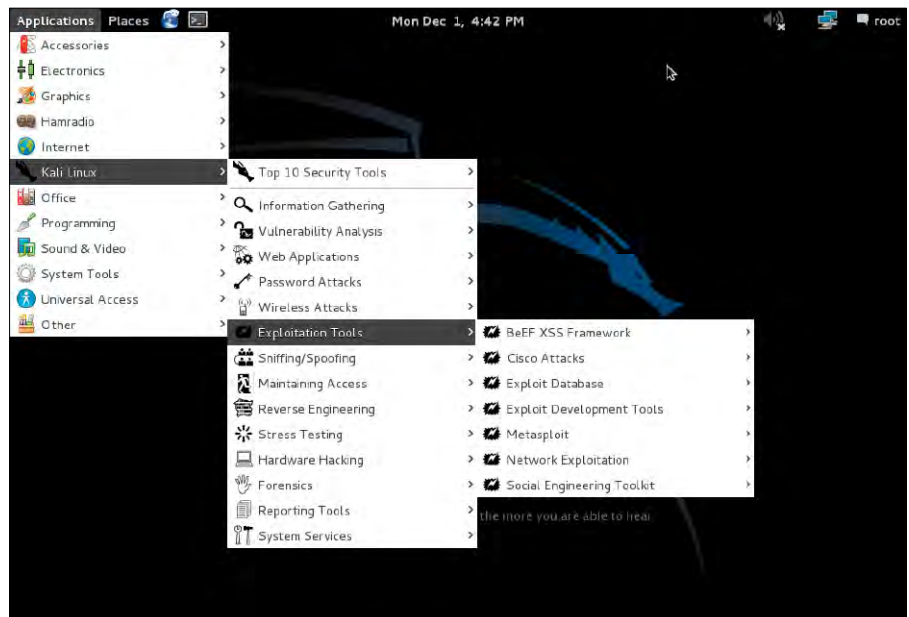 Applications Places Mon Dec 1, 4:42 PM root
Accessories
Electronics
Graphics
Hamradio
Internet
Kali Linux
Office
Programming
Sound & Video
System Tools
Universal Access
Other
Top 10 Security Tools
Information Gathering
Vulnerability Analysis
Web Applications
Password Attacks
Wireless Attacks
Exploitation Tools
Sniffing/Spoofing
Maintaining Access
Reverse Engineering
Stress Testing
Hardware Hacking
Forensics
Reporting Tools
System Services
BeEF XSS Framework
Cisco Attacks
Exploit Database
Exploit Development Tools
Metasploit
Network Exploitation
Social Engineering Toolkit
the more you are able to hear